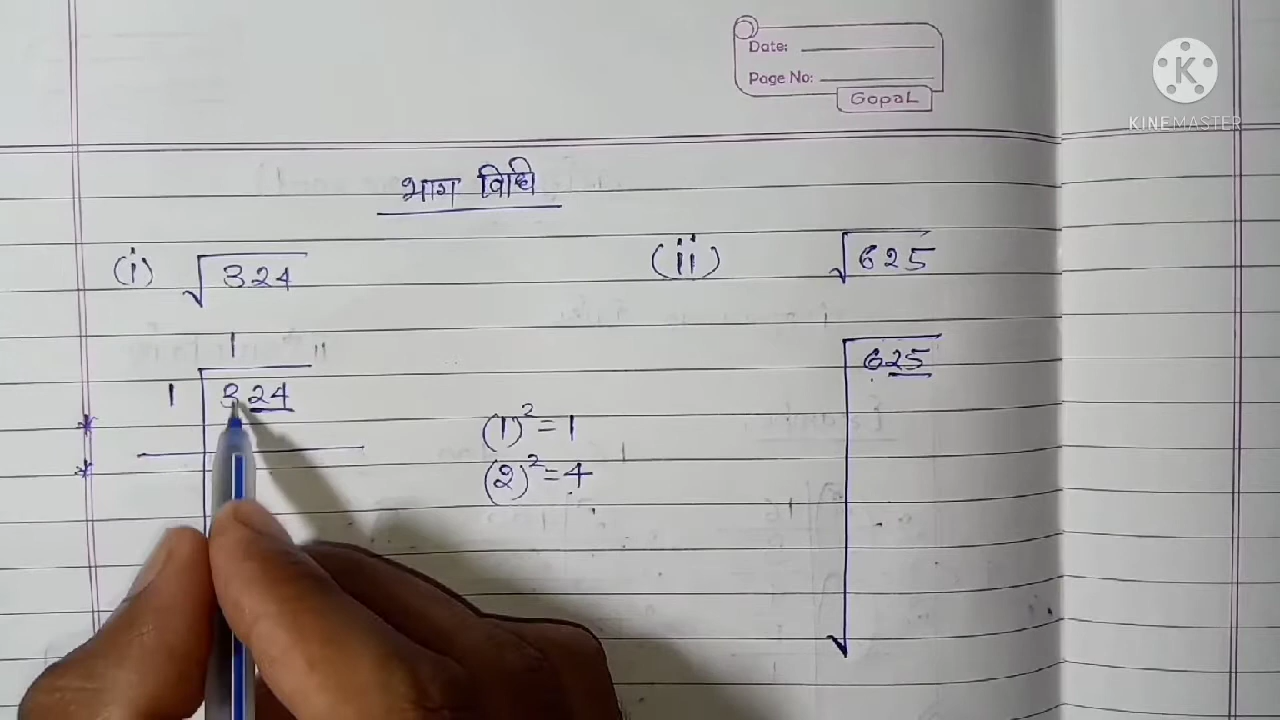 Date:
Page No:
Gopal
KINEMASTER
भाग विधि
(i) √324
(ii) √625
1
1 324
625
(1)² = 1
(2)² = 4